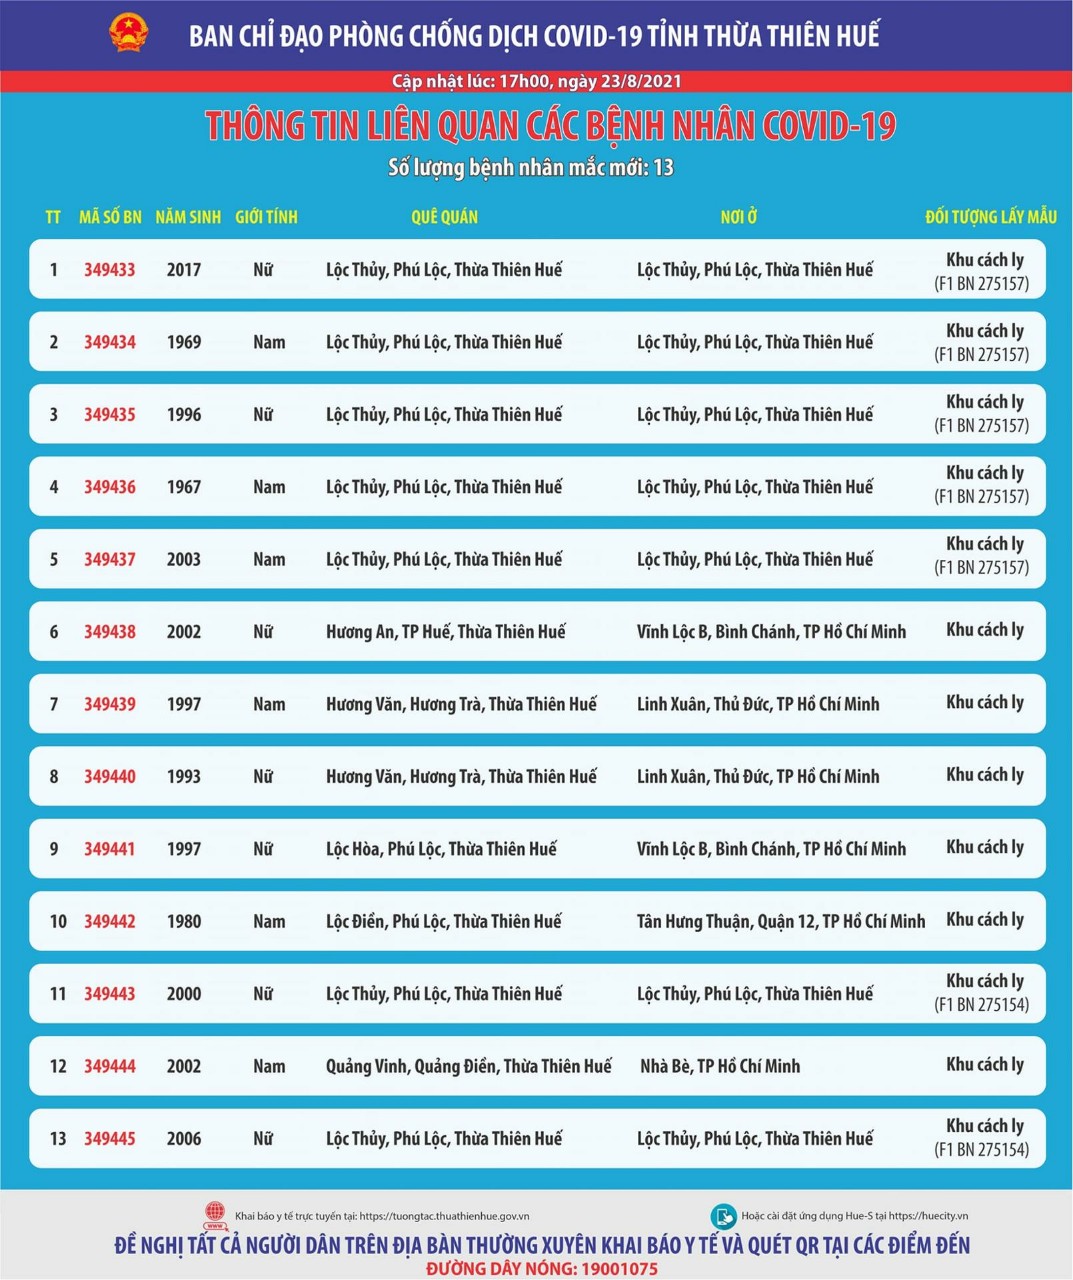 BAN CHỈ ĐẠO PHÒNG CHỐNG DỊCH COVID-19 TỈNH THỪA THIÊN HUẾ
Cập nhật lúc: 17h00, ngày 23/8/2021
THÔNG TIN LIÊN QUAN CÁC BỆNH NHÂN COVID-19
Số lượng bệnh nhân mắc mới: 13
TT MÃ SỐ BN NĂM SINH GIỚI TÍNH QUÊ QUÁN NƠI Ở ĐỐI TƯỢNG LẤY MẪU
1 349433 2017 Nữ Lộc Thủy, Phú Lộc, Thừa Thiên Huế Lộc Thủy, Phú Lộc, Thừa Thiên Huế Khu cách ly
(F1 BN 275157)
2 349434 1969 Nam Lộc Thủy, Phú Lộc, Thừa Thiên Huế Lộc Thủy, Phú Lộc, Thừa Thiên Huế Khu cách ly
(F1 BN 275157)
3 349435 1996 Nữ Lộc Thủy, Phú Lộc, Thừa Thiên Huế Lộc Thủy, Phú Lộc, Thừa Thiên Huế Khu cách ly
(F1 BN 275157)
4 349436 1967 Nam Lộc Thủy, Phú Lộc, Thừa Thiên Huế Lộc Thủy, Phú Lộc, Thừa Thiên Huế Khu cách ly
(F1 BN 275157)
5 349437 2003 Nam Lộc Thủy, Phú Lộc, Thừa Thiên Huế Lộc Thủy, Phú Lộc, Thừa Thiên Huế Khu cách ly
(F1 BN 275157)
6 349438 2002 Nữ Hương An, TP Huế, Thừa Thiên Huế Vĩnh Lộc B, Bình Chánh, TP Hồ Chí Minh Khu cách ly
7 349439 1997 Nam Hương Văn, Hương Trà, Thừa Thiên Huế Linh Xuân, Thủ Đức, TP Hồ Chí Minh Khu cách ly
8 349440 1993 Nữ Hương Văn, Hương Trà, Thừa Thiên Huế Linh Xuân, Thủ Đức, TP Hồ Chí Minh Khu cách ly
9 349441 1997 Nữ Lộc Hòa, Phú Lộc, Thừa Thiên Huế Vĩnh Lộc B, Bình Chánh, TP Hồ Chí Minh Khu cách ly
10 349442 1980 Nam Lộc Điền, Phú Lộc, Thừa Thiên Huế Tân Hưng Thuận, Quận 12, TP Hồ Chí Minh Khu cách ly
11 349443 2000 Nữ Lộc Thủy, Phú Lộc, Thừa Thiên Huế Lộc Thủy, Phú Lộc, Thừa Thiên Huế Khu cách ly
(F1 BN 275154)
12 349444 2002 Nam Quảng Vinh, Quảng Điền, Thừa Thiên Huế Nhà Bè, TP Hồ Chí Minh Khu cách ly
13 349445 2006 Nữ Lộc Thủy, Phú Lộc, Thừa Thiên Huế Lộc Thủy, Phú Lộc, Thừa Thiên Huế Khu cách ly
(F1 BN 275154)
WWW Khai báo y tế trực tuyến tại: https://tuongtac.thuathienhue.gov.vn Hoặc cài đặt ứng dụng Hue-S tại https://huecity.vn
ĐỀ NGHỊ TẤT CẢ NGƯỜI DÂN TRÊN ĐỊA BÀN THƯỜNG XUYÊN KHAI BÁO Y TẾ VÀ QUÉT QR TẠI CÁC ĐIỂM ĐẾN
ĐƯỜNG DÂY NÓNG: 19001075